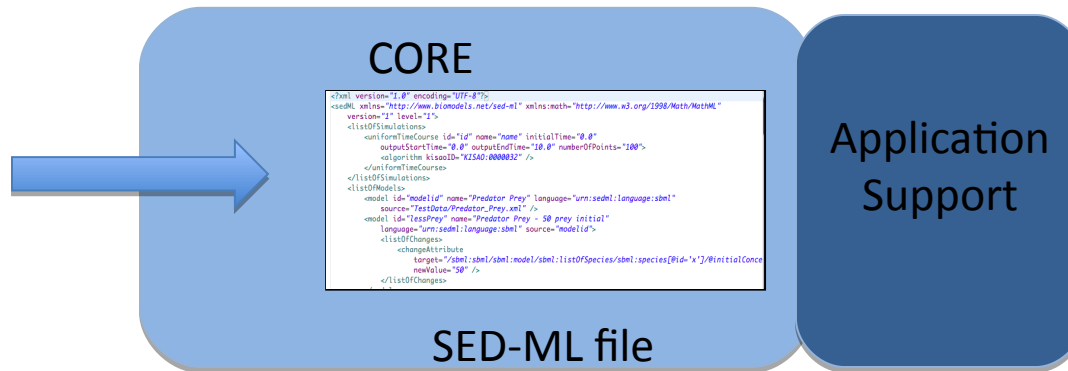 CORE
<?xml version="1.0" encoding="UTF-8"?>
<sedML xmlns="http://www.biomodels.net/sed-ml" xmlns:math="http://www.w3.org/1998/Math/MathML"
version="1" level="1">
<listOfSimulations>
<uniformTimeCourse id="id" name="name" initialTime="0.0"
outputStartTime="0.0" outputEndTime="10.0" numberOfPoints="100">
<algorithm kisaoID="KISAO:0000032" />
</uniformTimeCourse>
</listOfSimulations>
<listOfModels>
<model id="modelid" name="Predator Prey" language="urn:sedml:language:sbml"
source="TestData/Predator_Prey.xml" />
<model id="lessPrey" name="Predator Prey - 50 prey initial"
language="urn:sedml:language:sbml" source="modelid">
<listOfChanges>
<changeAttribute
target="/sbml:sbml/sbml:model/sbml:listOfSpecies/sbml:species[@id='x']/@initialConce
newValue="50" />
</listOfChanges>
SED-ML file
Application
Support